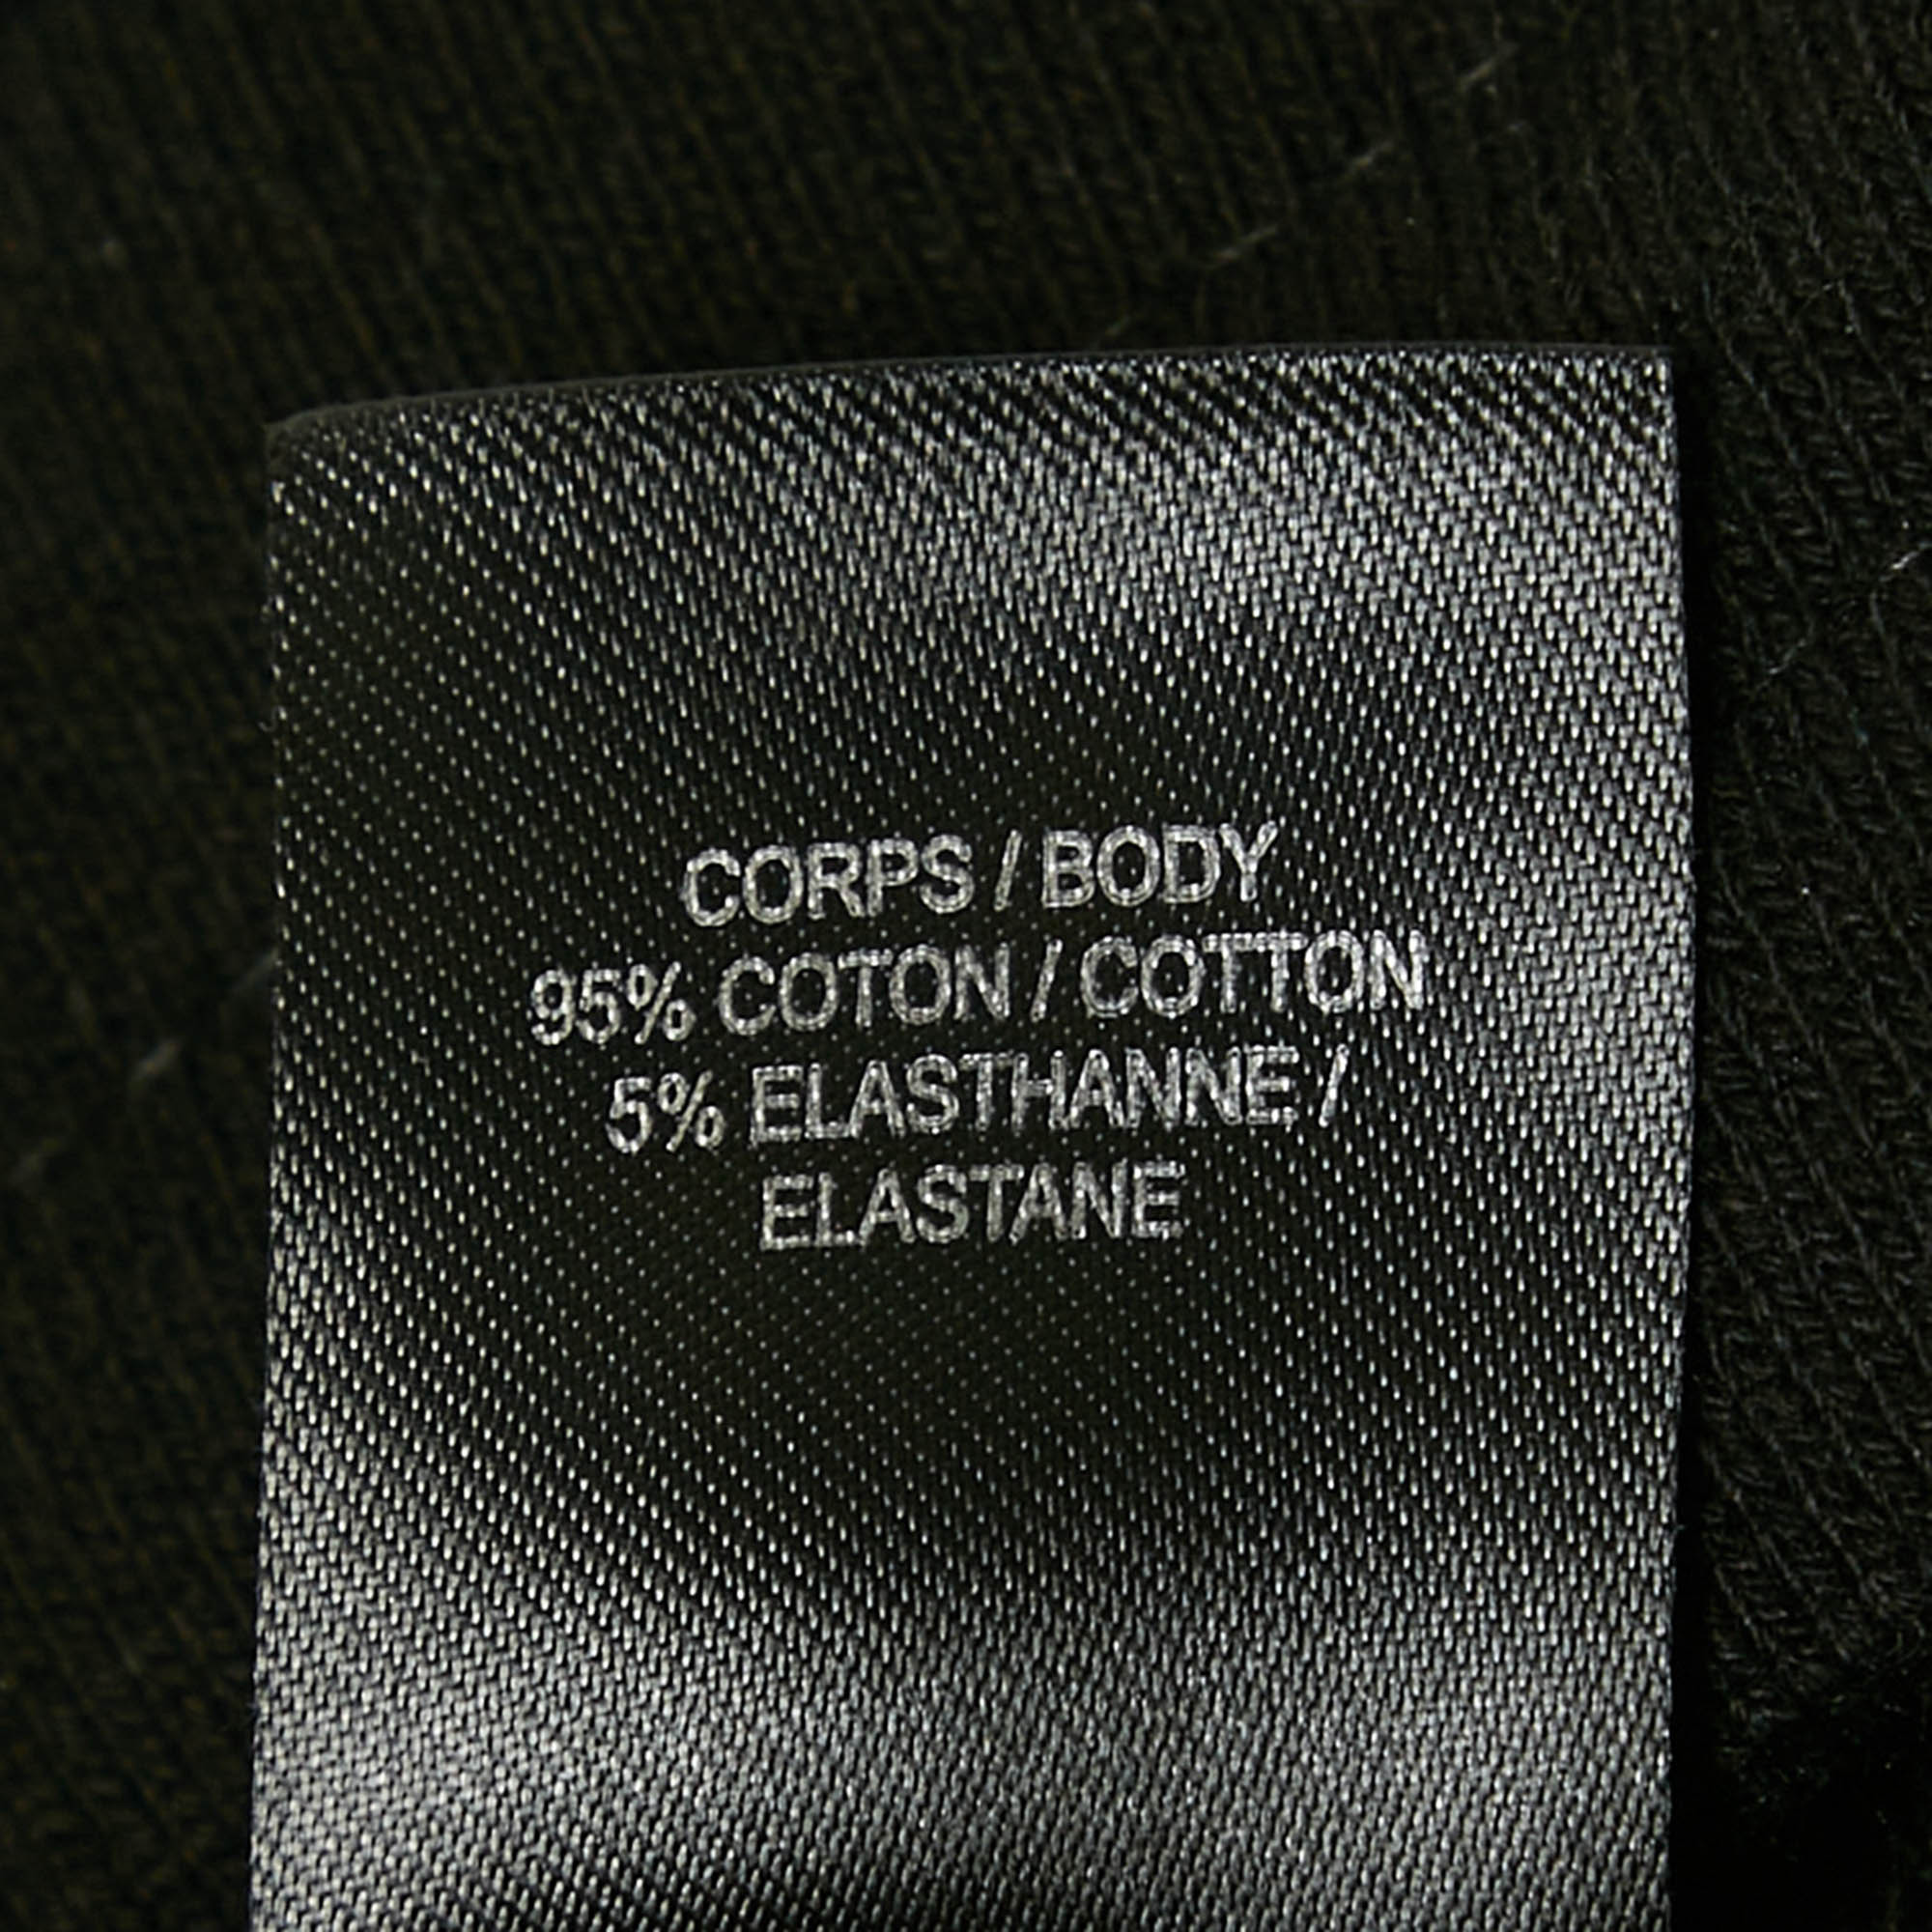 CORPS / BODY
95% COTON / COTTON
5% ELASTHANNE /
ELASTANE